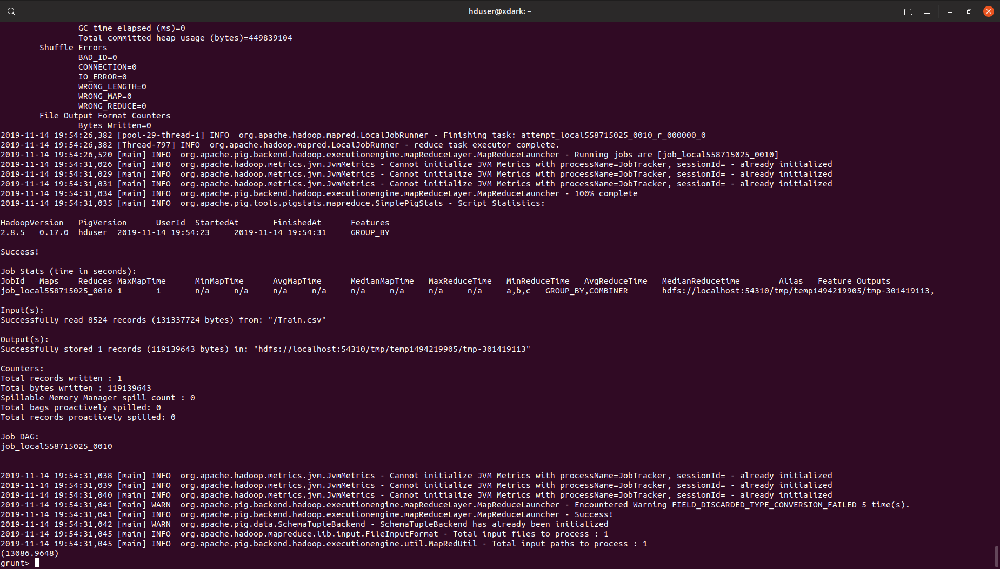 hduser@xdark: ~
GC time elapsed (ms)=0
Total committed heap usage (bytes)=449839104
Shuffle Errors
BAD_ID=0
CONNECTION=0
IO_ERROR=0
WRONG_LENGTH=0
WRONG_MAP=0
WRONG_REDUCE=0
File Output Format Counters
Bytes Written=0
2019-11-14 19:54:26,382 [pool-29-thread-1] INFO  org.apache.hadoop.mapred.LocalJobRunner - Finishing task: attempt_local558715025_0010_r_000000_0
2019-11-14 19:54:26,382 [Thread-797] INFO  org.apache.hadoop.mapred.LocalJobRunner - reduce task executor complete.
2019-11-14 19:54:26,520 [main] INFO  org.apache.pig.backend.hadoop.executionengine.mapReduceLayer.MapReduceLauncher - Running jobs are [job_local558715025_0010]
2019-11-14 19:54:31,026 [main] INFO  org.apache.hadoop.metrics.jvm.JvmMetrics - Cannot initialize JVM Metrics with processName=JobTracker, sessionId= - already initialized
2019-11-14 19:54:31,029 [main] INFO  org.apache.hadoop.metrics.jvm.JvmMetrics - Cannot initialize JVM Metrics with processName=JobTracker, sessionId= - already initialized
2019-11-14 19:54:31,031 [main] INFO  org.apache.hadoop.metrics.jvm.JvmMetrics - Cannot initialize JVM Metrics with processName=JobTracker, sessionId= - already initialized
2019-11-14 19:54:31,034 [main] INFO  org.apache.pig.backend.hadoop.executionengine.mapReduceLayer.MapReduceLauncher - 100% complete
2019-11-14 19:54:31,035 [main] INFO  org.apache.pig.tools.pigstats.mapreduce.SimplePigStats - Script Statistics:
HadoopVersion PigVersion UserId StartedAt FinishedAt Features
2.8.5 0.17.0 hduser 2019-11-14 19:54:23 2019-11-14 19:54:31 GROUP_BY
Success!
Job Stats (time in seconds):
JobId Maps Reduces MaxMapTime MinMapTime AvgMapTime MedianMapTime MaxReduceTime MinReduceTime AvgReduceTime MedianReducetime Alias Feature Outputs
job_local558715025_0010 1 1 n/a n/a n/a n/a n/a n/a n/a n/a a,b,c GROUP_BY,COMBINER hdfs://localhost:54310/tmp/temp1494219905/tmp-301419113,
Input(s):
Successfully read 8524 records (131337724 bytes) from: "/Train.csv"
Output(s):
Successfully stored 1 records (119139643 bytes) in: "hdfs://localhost:54310/tmp/temp1494219905/tmp-301419113"
Counters:
Total records written : 1
Total bytes written : 119139643
Spillable Memory Manager spill count : 0
Total bags proactively spilled: 0
Total records proactively spilled: 0
Job DAG:
job_local558715025_0010
2019-11-14 19:54:31,038 [main] INFO  org.apache.hadoop.metrics.jvm.JvmMetrics - Cannot initialize JVM Metrics with processName=JobTracker, sessionId= - already initialized
2019-11-14 19:54:31,039 [main] INFO  org.apache.hadoop.metrics.jvm.JvmMetrics - Cannot initialize JVM Metrics with processName=JobTracker, sessionId= - already initialized
2019-11-14 19:54:31,040 [main] INFO  org.apache.hadoop.metrics.jvm.JvmMetrics - Cannot initialize JVM Metrics with processName=JobTracker, sessionId= - already initialized
2019-11-14 19:54:31,041 [main] WARN  org.apache.pig.backend.hadoop.executionengine.mapReduceLayer.MapReduceLauncher - Encountered Warning FIELD_DISCARDED_TYPE_CONVERSION_FAILED 5 time(s).
2019-11-14 19:54:31,041 [main] INFO  org.apache.pig.backend.hadoop.executionengine.mapReduceLayer.MapReduceLauncher - Success!
2019-11-14 19:54:31,042 [main] WARN  org.apache.pig.data.SchemaTupleBackend - SchemaTupleBackend has already been initialized
2019-11-14 19:54:31,045 [main] INFO  org.apache.hadoop.mapreduce.lib.input.FileInputFormat - Total input files to process : 1
2019-11-14 19:54:31,045 [main] INFO  org.apache.pig.backend.hadoop.executionengine.util.MapRedUtil - Total input paths to process : 1
(13086.9648)
grunt>